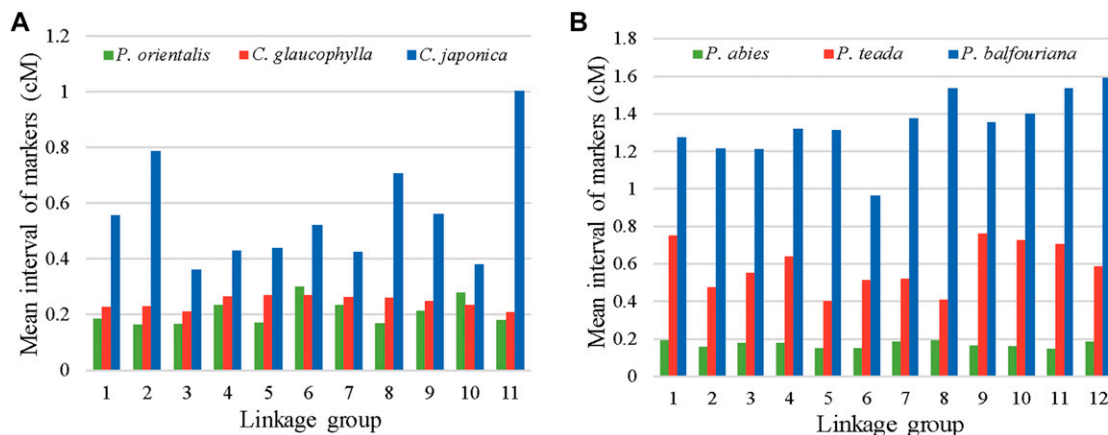 A
P. orientalis C. glaucophylla C. japonica
Mean interval of markers (cM)
1.2
1
0.8
0.6
0.4
0.2
0
1 2 3 4 5 6 7 8 9 10 11
Linkage group
B
P. abies P. teada P. balfouriana
Mean interval of markers (cM)
1.8
1.6
1.4
1.2
1
0.8
0.6
0.4
0.2
0
1 2 3 4 5 6 7 8 9 10 11 12
Linkage group